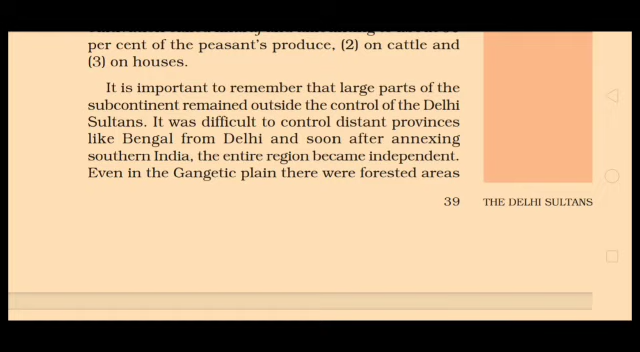 per cent of the peasant's produce, (2) on cattle and
(3) on houses.
It is important to remember that large parts of the
subcontinent remained outside the control of the Delhi
Sultans. It was difficult to control distant provinces
like Bengal from Delhi and soon after annexing
southern India, the entire region became independent.
Even in the Gangetic plain there were forested areas
39 THE DELHI SULTANS